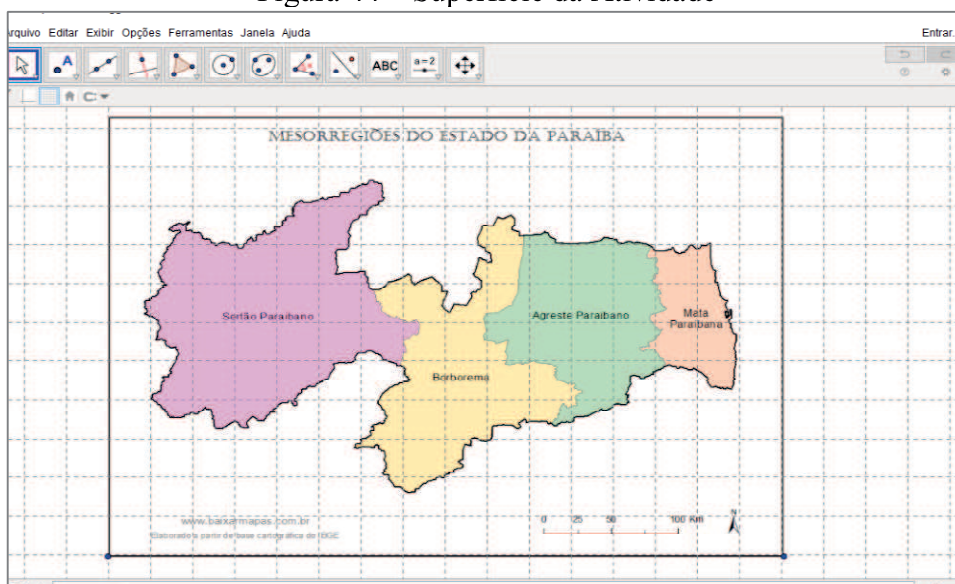 Figura 44 – Superfície da Atividade
rquivo Editar Exibir Opções Ferramentas Janela Ajuda
Entrar.
A
ABC
a=2
MESORREGIÕES DO ESTADO DA PARAÍBA
Sertão Paraibano
Agreste Paraibano
Mata
Paraibana
Borborema
www.baixarmapas.com.br
Elaborado a partir de base cartográfica do IBGE
0 25 50 100 Km
N